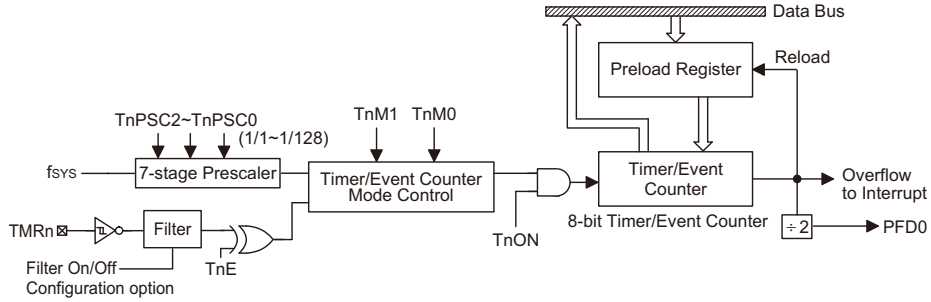 Data Bus
Preload Register
Reload
TnPSC2~TnPSC0
(1/1~1/128)
TnM1
TnM0
fSYS
7-stage Prescaler
Timer/Event Counter
Mode Control
Timer/Event
Counter
Overflow
to Interrupt
8-bit Timer/Event Counter
TMRn
Filter
TnE
TnON
÷2
PFD0
Filter On/Off
Configuration option